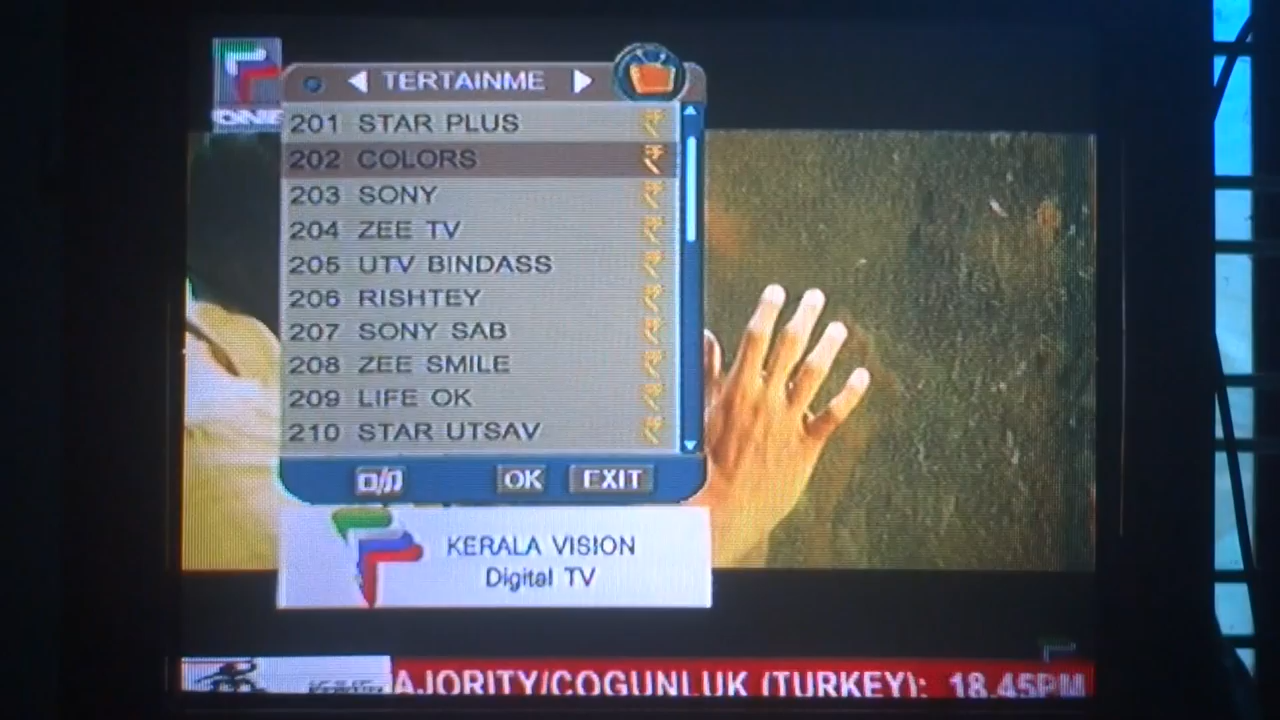 ONE
TERTAINME
201 STAR PLUS
202 COLORS
203 SONY
204 ZEE TV
205 UTV BINDASS
206 RISHTEY
207 SONY SAB
208 ZEE SMILE
209 LIFE OK
210 STAR UTSAV
OK EXIT
KERALA VISION
Digital TV
AJORITY/COGUNLUK (TURKEY): 18.45PM